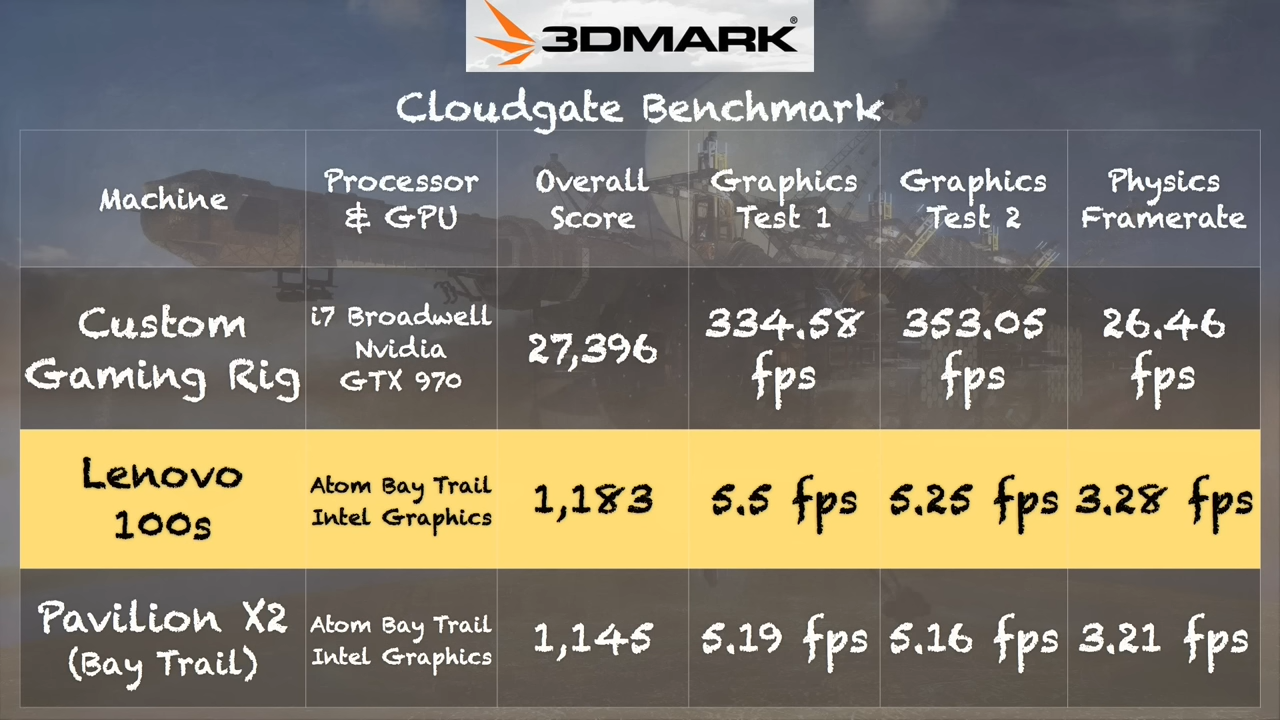 3DMARK®
Cloudgate Benchmark
Machine
Processor
& GPU
Overall
Score
Graphics
Test 1
Graphics
Test 2
Physics
Framerate
Custom
Gaming Rig
i7 Broadwell
Nvidia
GTX 970
27,396
334.58
fps
353.05
fps
26.46
fps
Lenovo
100s
Atom Bay Trail
Intel Graphics
1,183
5.5 fps
5.25 fps
3.28 fps
Pavilion X2
(Bay Trail)
Atom Bay Trail
Intel Graphics
1,145
5.19 fps
5.16 fps
3.21 fps